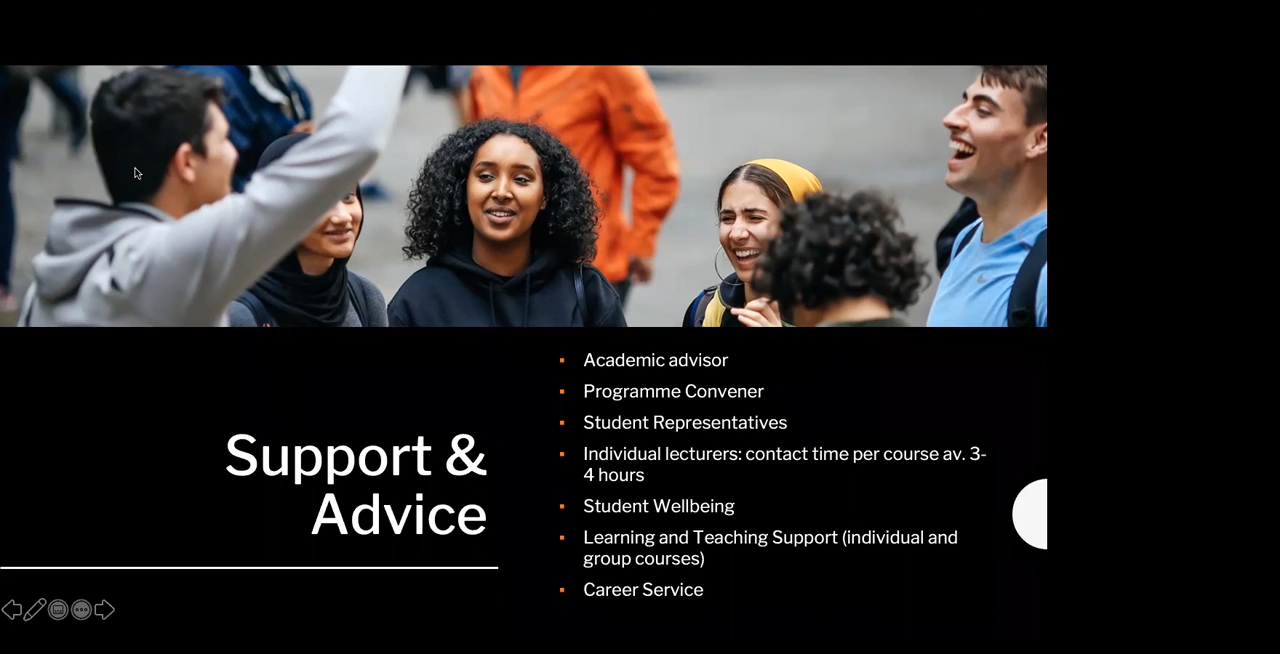 Support &
Advice
Academic advisor
Programme Convener
Student Representatives
Individual lecturers: contact time per course av. 3-
4 hours
Student Wellbeing
Learning and Teaching Support (individual and
group courses)
Career Service